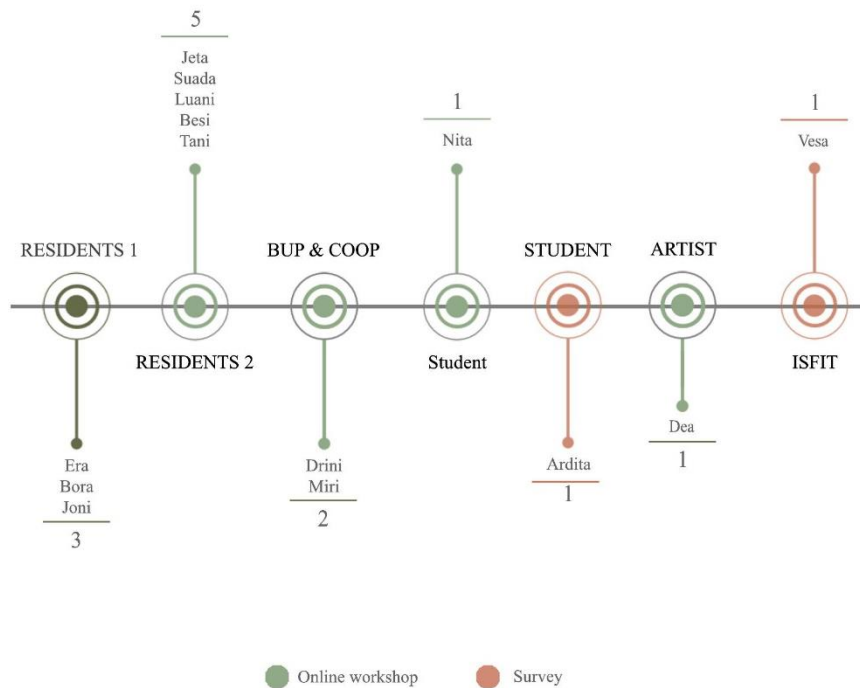 5
Jeta
Suada
Luani
Besi
Tani
1
Nita
1
Vesa
RESIDENTS 1
BUP & COOP
STUDENT
ARTIST
RESIDENTS 2
Student
ISFIT
Era
Bora
Joni
3
Drini
Miri
2
Ardita
1
Dea
1
Online workshop
Survey